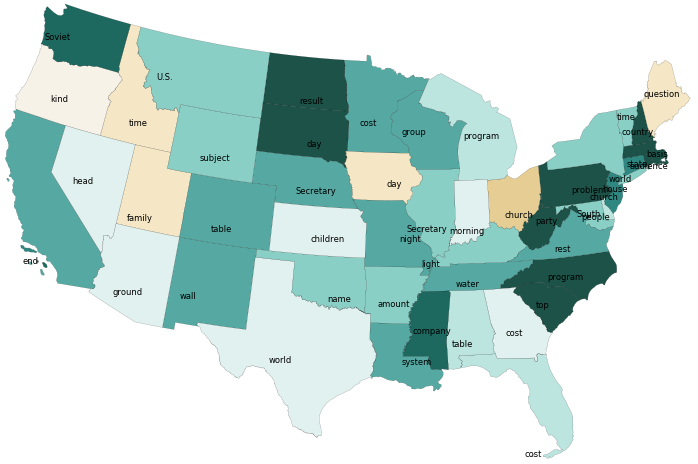 Soviet
kind
time
U.S.
result
day
subject
cost
group
program
question
time
country
basis
state
audience
world
house
church
problem
South
people
party
church
morning
day
Secretary
Secretary
night
head
family
table
children
light
rest
program
water
top
name
amount
company
system
table
cost
ground
wall
world
end
cost